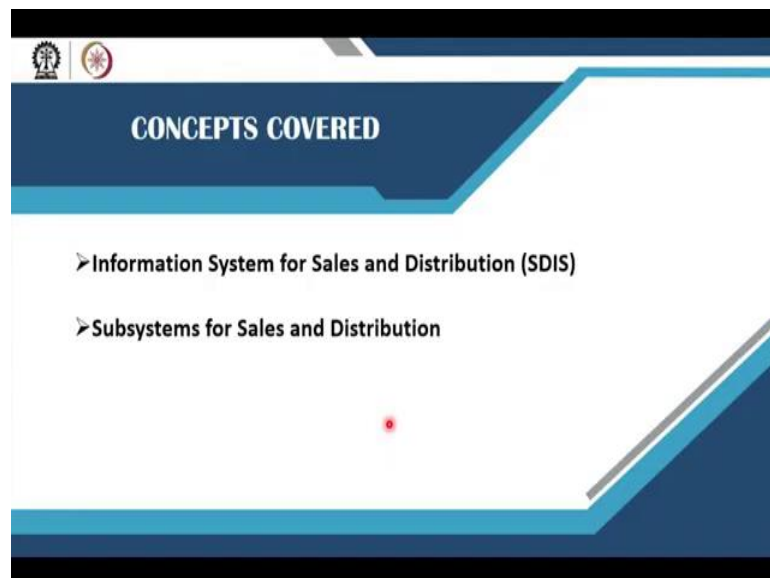 CONCEPTS COVERED
➢Information System for Sales and Distribution (SDIS)
➢Subsystems for Sales and Distribution